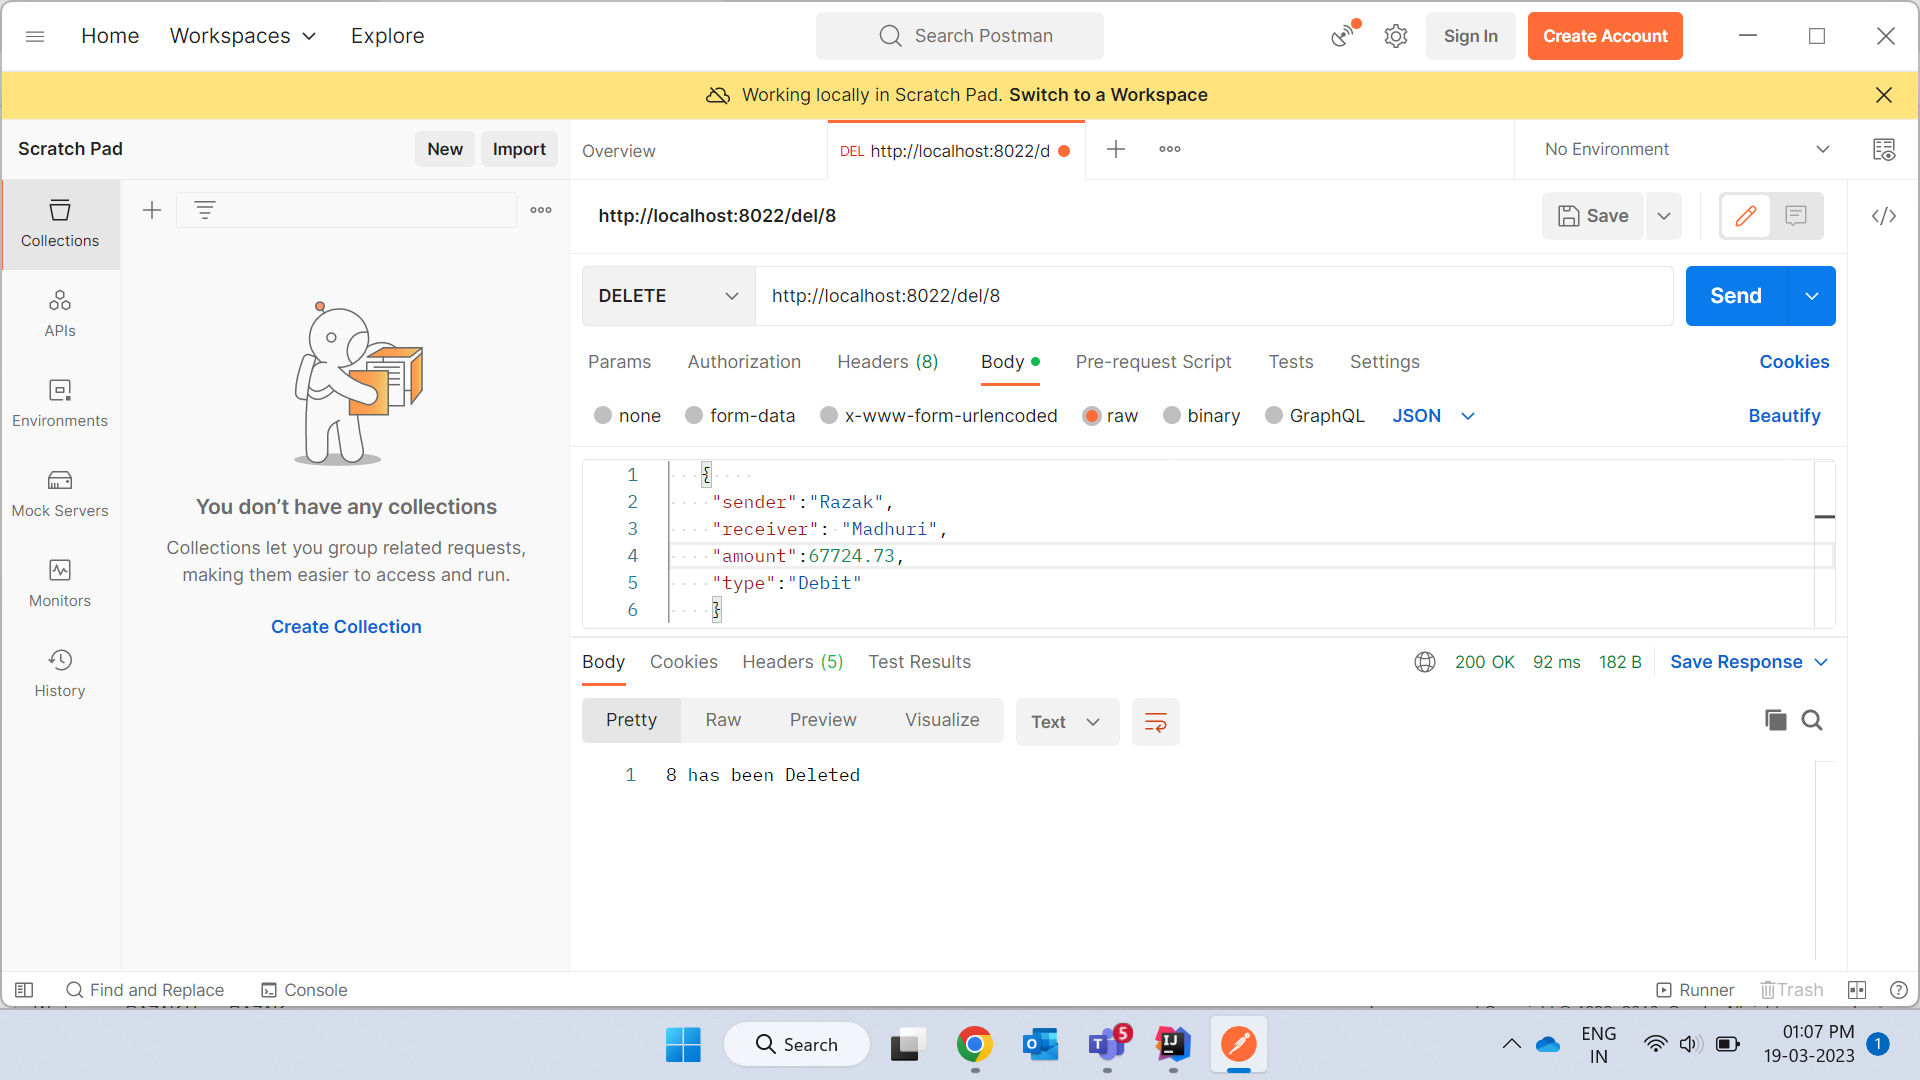 Home Workspaces Explore Search Postman Sign In Create Account
Working locally in Scratch Pad. Switch to a Workspace
Scratch Pad New Import Overview DEL http://localhost:8022/d No Environment
Collections
APIs
Environments
Mock Servers
Monitors
History
You don’t have any collections
Collections let you group related requests,
making them easier to access and run.
Create Collection
http://localhost:8022/del/8 Save
DELETE http://localhost:8022/del/8 Send
Params Authorization Headers (8) Body Pre-request Script Tests Settings Cookies
none form-data x-www-form-urlencoded raw binary GraphQL JSON Beautify
1 {
2 "sender":"Razak",
3 "receiver": "Madhuri",
4 "amount":67724.73,
5 "type":"Debit"
6 }
Body Cookies Headers (5) Test Results 200 OK 92 ms 182 B Save Response
Pretty Raw Preview Visualize Text
1 8 has been Deleted
Find and Replace Console Runner Trash
Search
5
ENG
IN
01:07 PM
19-03-2023
1